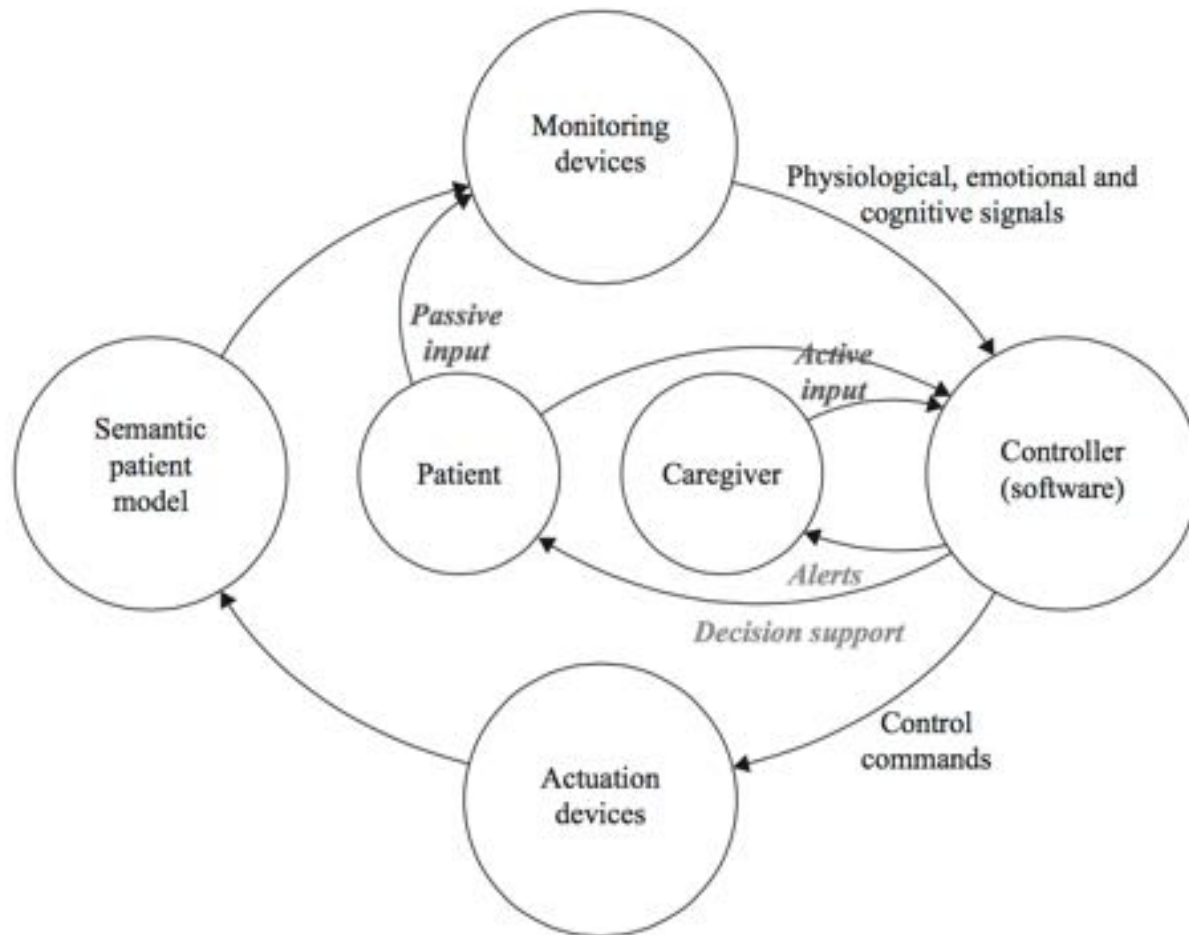 Monitoring
devices
Physiological, emotional and
cognitive signals
Passive
input
Active
input
Semantic
patient
model
Patient
Caregiver
Controller
(software)
Alerts
Decision support
Control
commands
Actuation
devices